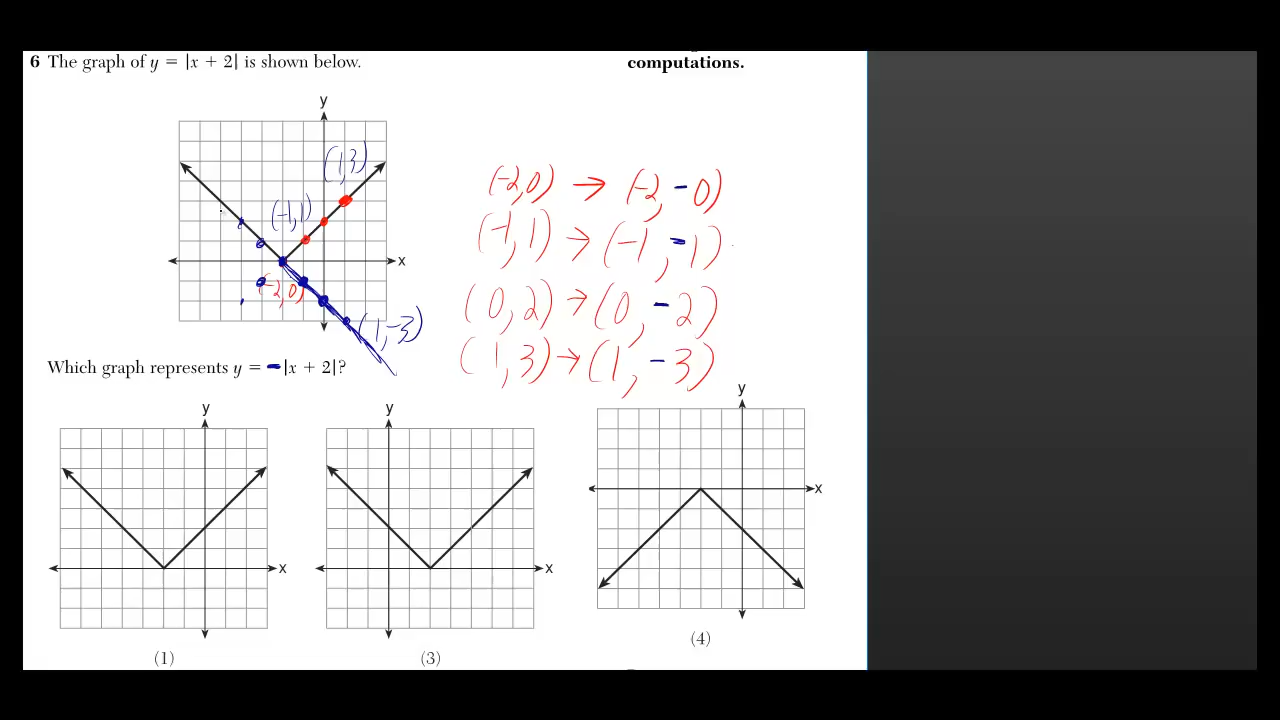 6 The graph of y = |x + 2| is shown below.
computations.
y
(1,3)
(-1,1)
x
(-2,0)
(1,-3)
(-2,0) → (-2,-0)
(-1,1) → (-1,-1)
(0,2) → (0,-2)
(1,3) → (1,-3)
Which graph represents y = -|x + 2|?
y
x
(1)
y
x
(3)
y
x
(4)